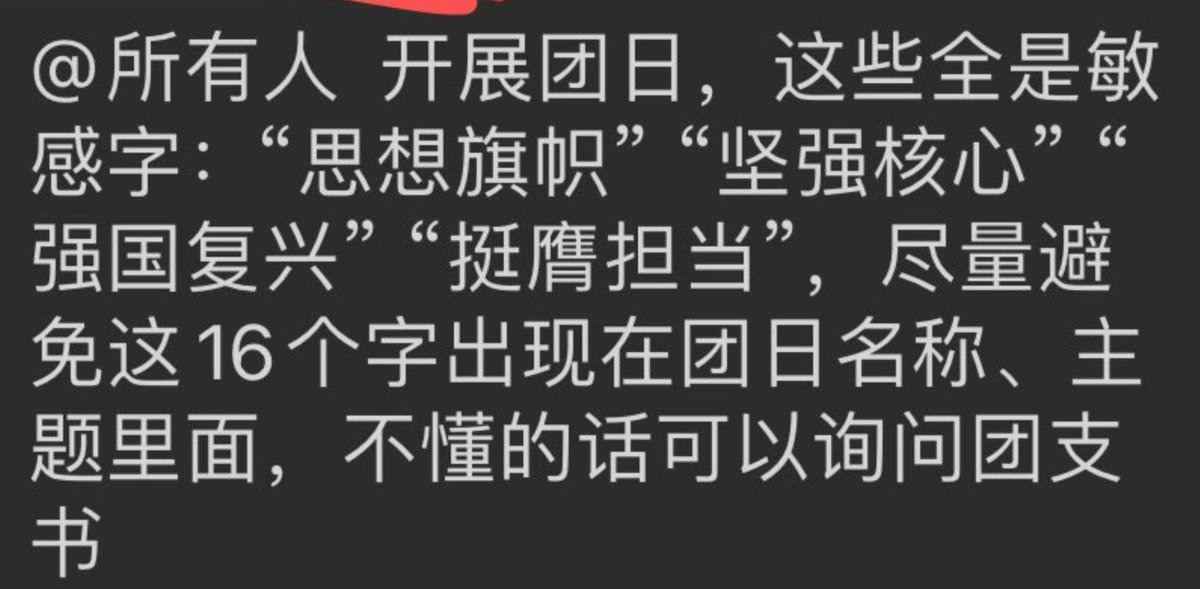 @所有人 开展团日，这些全是敏
感字：“思想旗帜”“坚强核心”“
强国复兴”“挺膺担当”，尽量避
免这16个字出现在团日名称、主
题里面，不懂的话可以询问团支
书